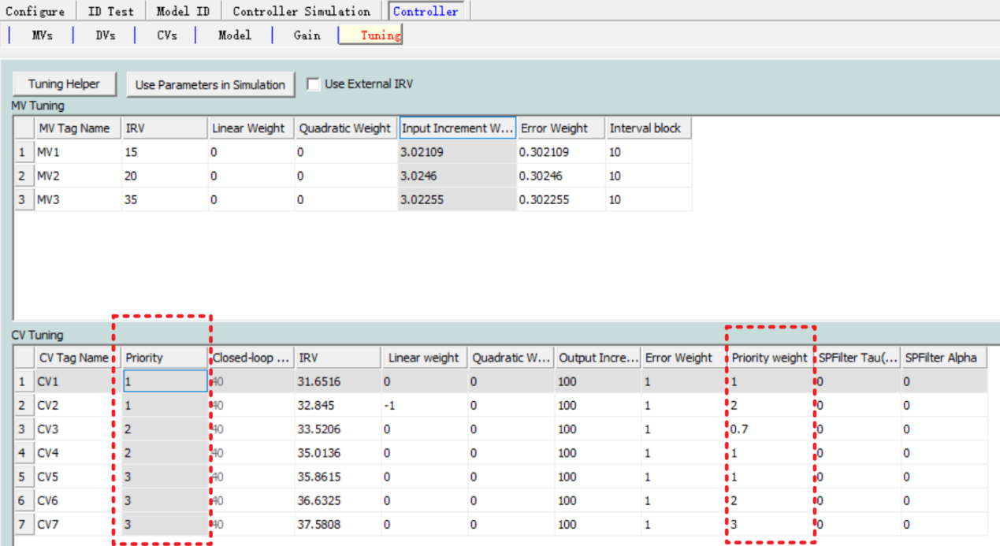 Configure ID Test Model ID Controller Simulation Controller
MVs DVs CVs Model Gain Tuning
Tuning Helper Use Parameters in Simulation Use External IRV
MV Tuning
MV Tag Name IRV Linear Weight Quadratic Weight Input Increment W... Error Weight Interval block
1 MV1 15 0 0 3.02109 0.302109 10
2 MV2 20 0 0 3.0246 0.30246 10
3 MV3 35 0 0 3.02255 0.302255 10
CV Tuning
CV Tag Name Priority Closed-loop ... IRV Linear weight Quadratic W... Output Incre... Error Weight Priority weight SPFilter Tau(... SPFilter Alpha
1 CV1 1 40 31.6516 0 0 100 1 1 0 0
2 CV2 1 40 32.845 -1 0 100 1 2 0 0
3 CV3 2 40 33.5206 0 0 100 1 0.7 0 0
4 CV4 2 40 35.0136 0 0 100 1 1 0 0
5 CV5 3 40 35.8615 0 0 100 1 1 0 0
6 CV6 3 40 36.6325 0 0 100 1 2 0 0
7 CV7 3 40 37.5808 0 0 100 1 3 0 0